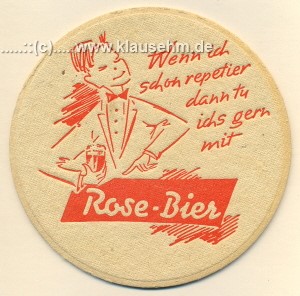 .....::(c).... www.klausehm.de
Wenn ich
schon repetier
dann tu
ichs gern
mit
Rose-Bier